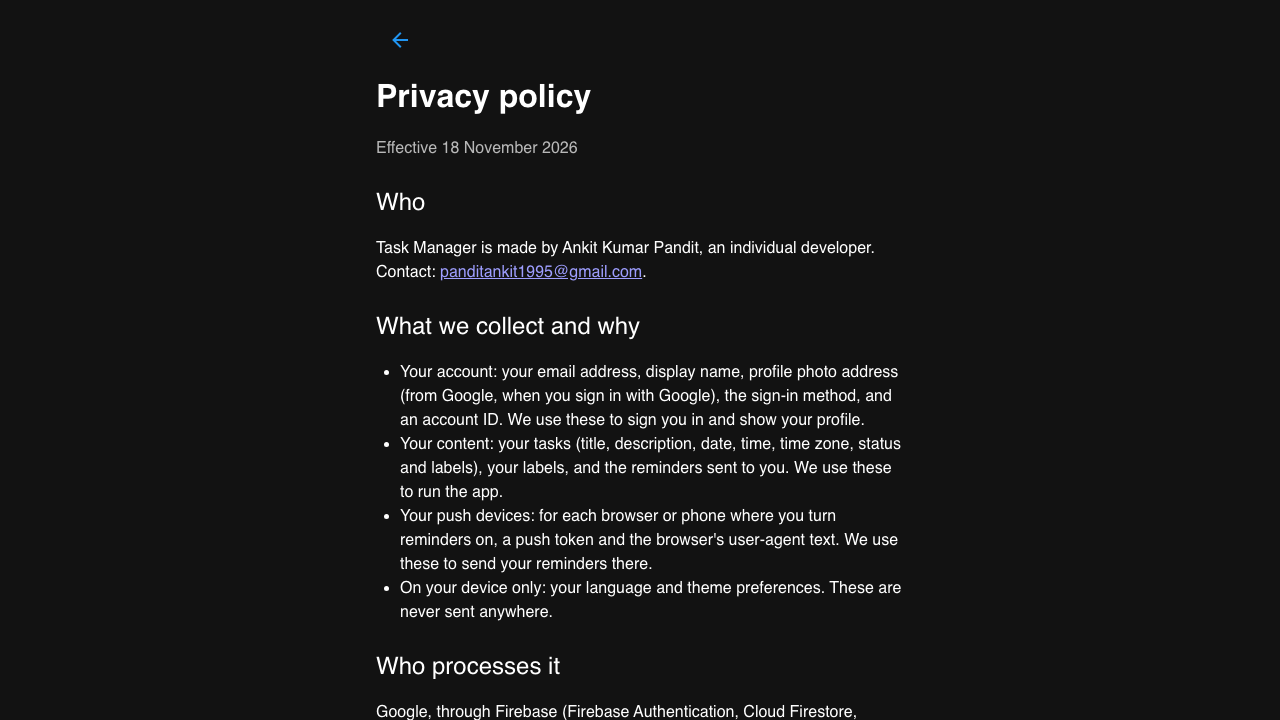 Privacy policy
Effective 18 November 2026
Who
Task Manager is made by Ankit Kumar Pandit, an individual developer.
Contact: panditankit1995@gmail.com.
What we collect and why
• Your account: your email address, display name, profile photo address
(from Google, when you sign in with Google), the sign-in method, and
an account ID. We use these to sign you in and show your profile.
• Your content: your tasks (title, description, date, time, time zone, status
and labels), your labels, and the reminders sent to you. We use these
to run the app.
• Your push devices: for each browser or phone where you turn
reminders on, a push token and the browser's user-agent text. We use
these to send your reminders there.
• On your device only: your language and theme preferences. These are
never sent anywhere.
Who processes it
Google, through Firebase (Firebase Authentication, Cloud Firestore,